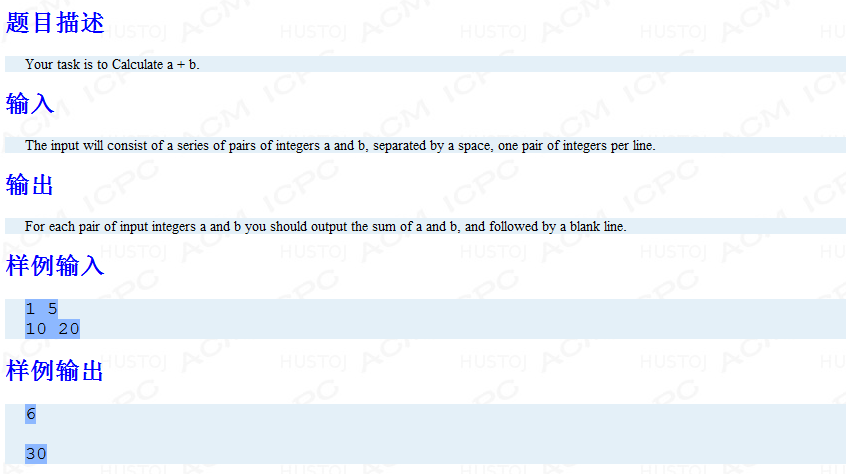 题目描述
Your task is to Calculate a + b.
输入
The input will consist of a series of pairs of integers a and b, separated by a space, one pair of integers per line.
输出
For each pair of input integers a and b you should output the sum of a and b, and followed by a blank line.
样例输入
1 5
10 20
样例输出
6
30